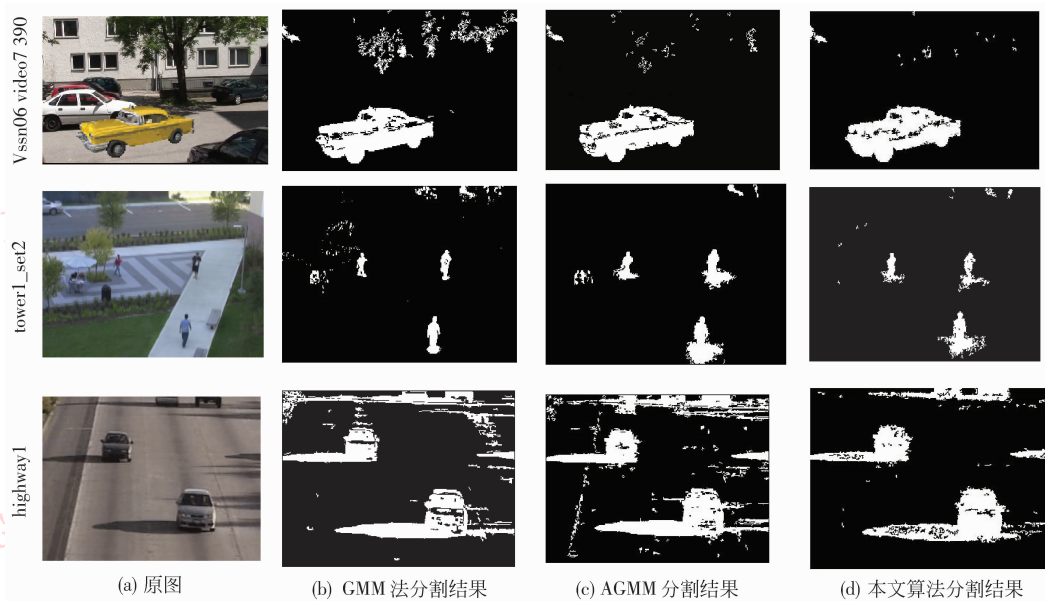 Vssn06 video7 390
tower1_set2
highway1
(a) 原图
(b) GMM 法分割结果
(c) AGMM 分割结果
(d) 本文算法分割结果